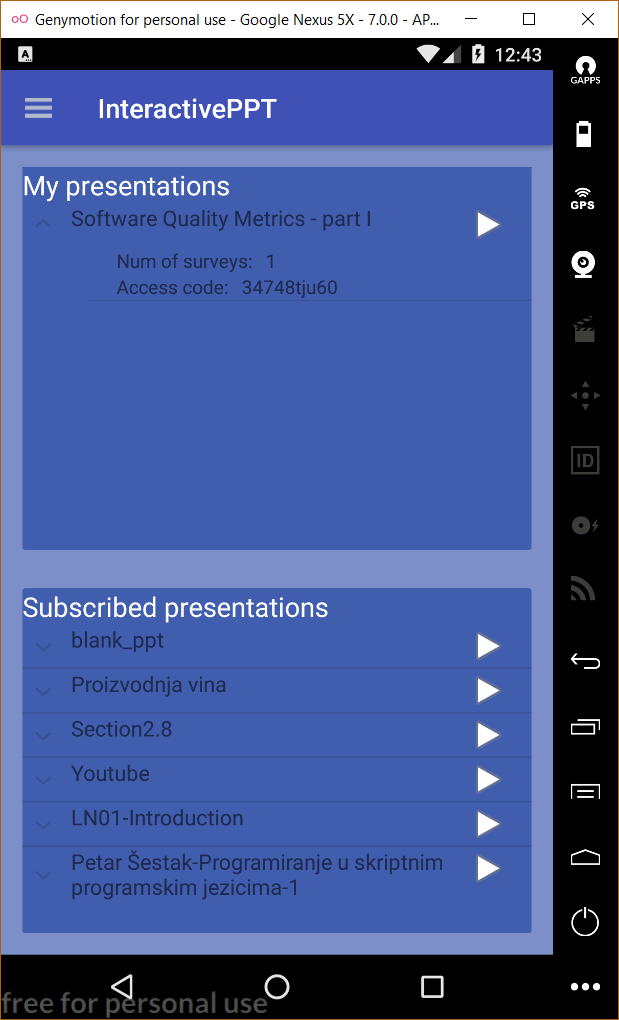 Genymotion for personal use - Google Nexus 5X - 7.0.0 - AP...
A
12:43
GAPPS
InteractivePPT
GPS
My presentations
Software Quality Metrics - part I
Num of surveys: 1
Access code: 34748tju60
ID
Subscribed presentations
blank_ppt
Proizvodnja vina
Section2.8
Youtube
LN01-Introduction
Petar Šestak-Programiranje u skriptnim
programskim jezicima-1
free for personal use